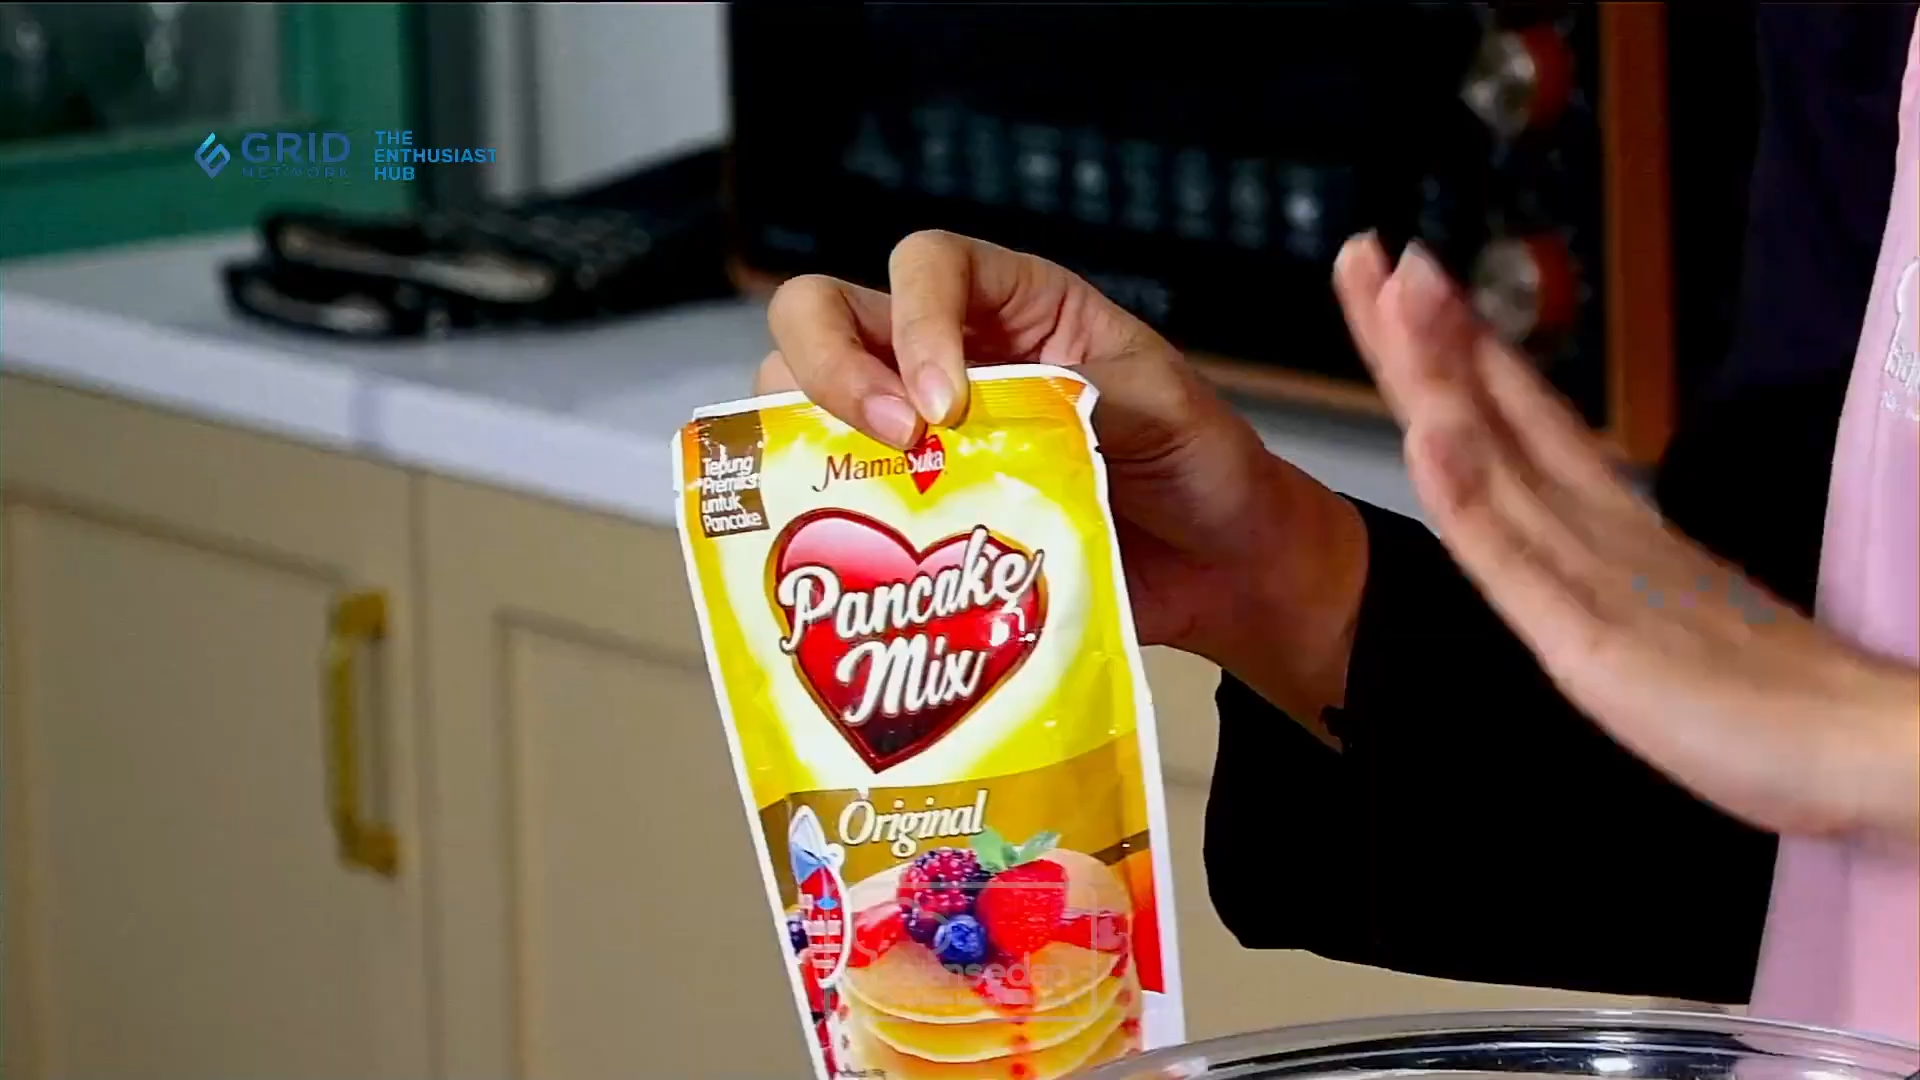 GRID
NETWORK
THE
ENTHUSIAST
HUB
Tepung
Premiks
untuk
Pancake
MamaSuka
Pancake
Mix
Original